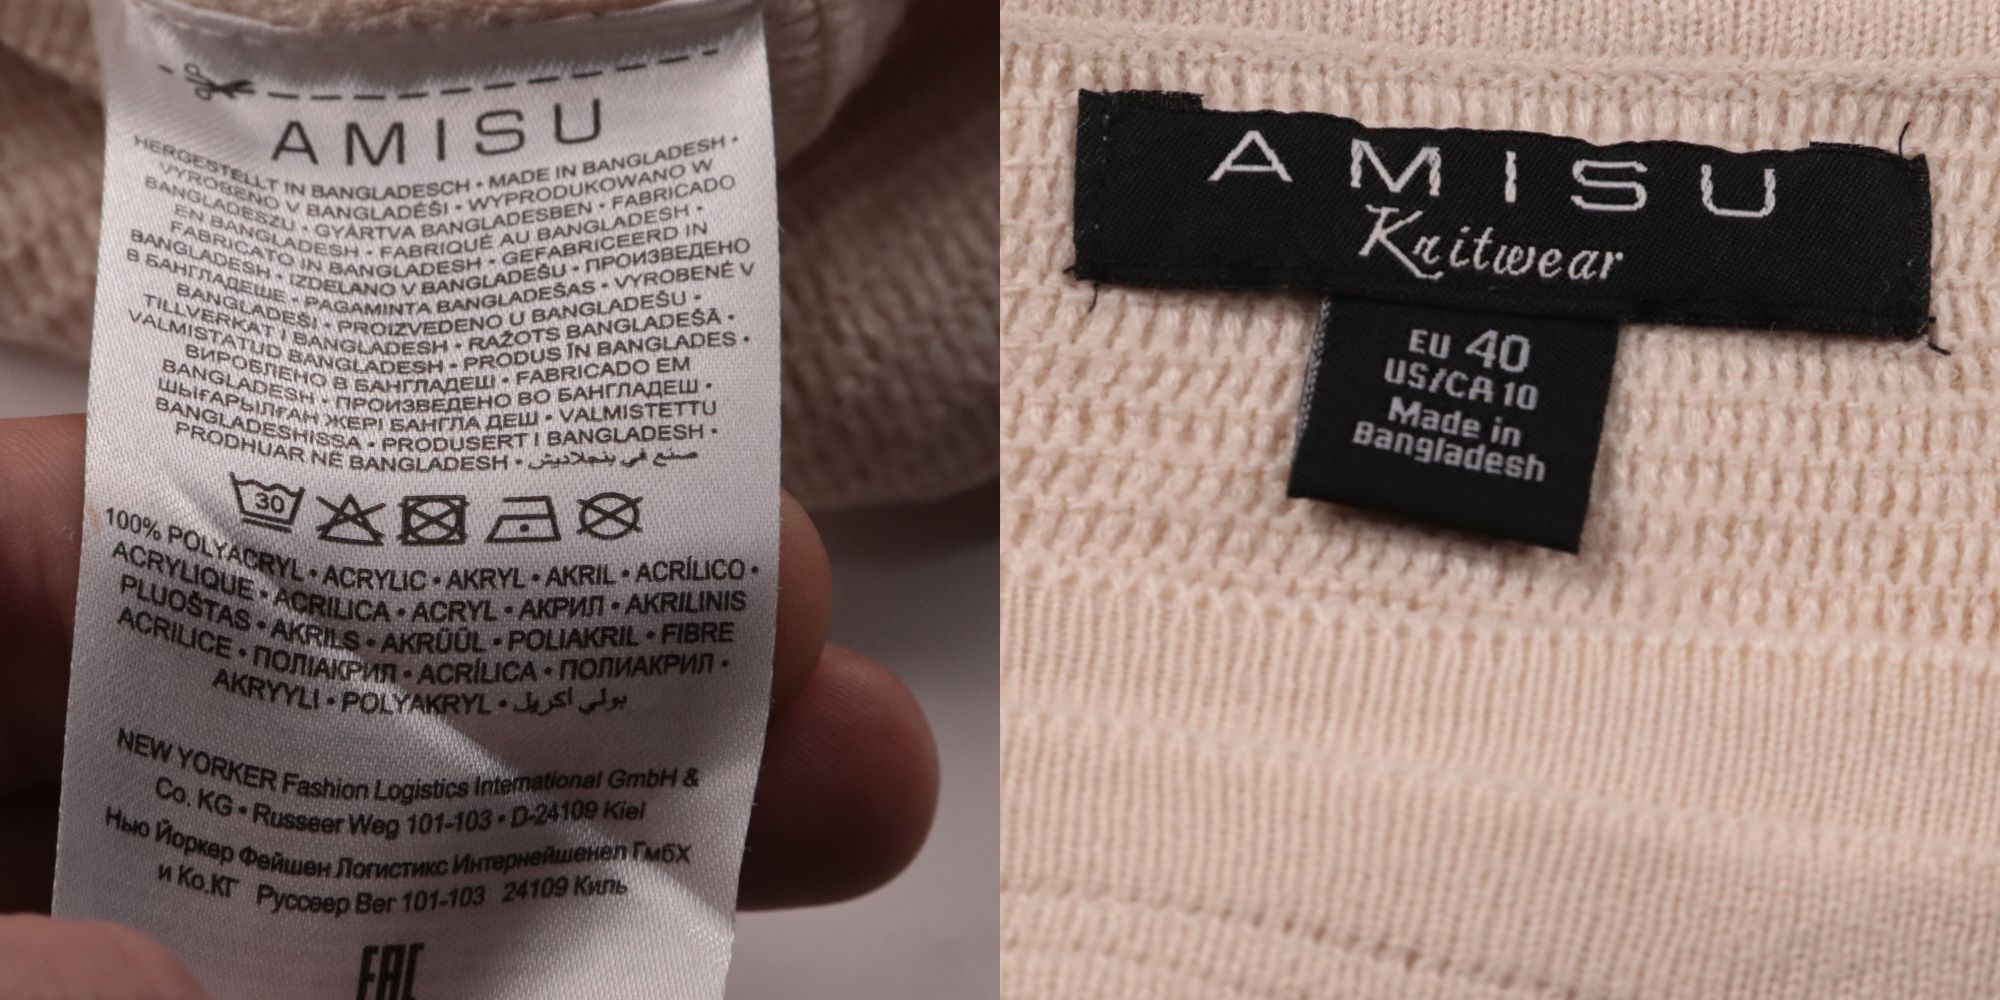 AMISU
HERGESTELLT IN BANGLADESCH • MADE IN BANGLADESH •
VYROBENO V BANGLADÉŠI • WYPRODUKOWANO W
BANGLADESZU • GYÁRTVA BANGLADESBEN • FABRICADO
EN BANGLADESH • FABRIQUÉ AU BANGLADESH •
FABRICATO IN BANGLADESH • GEFABRICEERD IN
BANGLADESH • IZDELANO V BANGLADEŠU • ПРОИЗВЕДЕНО
В БАНГЛАДЕШЕ • PAGAMINTA BANGLADEŠAS • VYROBENÉ V
BANGLADEŠI • PROIZVEDENO U BANGLADEŠU •
TILLVERKAT I BANGLADESH • RAŽOTS BANGLADEŠĀ •
VALMISTATUD BANGLADESH • PRODUS ÎN BANGLADES •
ВИРОБЛЕНО В БАНГЛАДЕШ • FABRICADO EM
BANGLADESH • ПРОИЗВЕДЕНО ВО БАНГЛАДЕШ •
ШЫҒАРЫЛҒАН ЖЕРІ БАНГЛА ДЕШ • VALMISTETTU
BANGLADESHISSA • PRODUSERT I BANGLADESH •
PRODHUAR NË BANGLADESH • صنع في بنجلاديش
30
100% POLYACRYL • ACRYLIC • AKRYL • AKRIL • ACRÍLICO •
ACRYLIQUE • ACRILICA • ACRYL • АКРИЛ • AKRILINIS
PLUOŠTAS • AKRILS • AKRÜÜL • POLIAKRIL • FIBRE
ACRILICE • ПОЛІАКРИЛ • ACRÍLICA • ПОЛИАКРИЛ •
AKRYYLI • POLYAKRYL • بولي أكريل
NEW YORKER Fashion Logistics International GmbH &
Co. KG • Russeer Weg 101-103 • D-24109 Kiel
Нью Йоркер Фейшен Логистикс Интернейшенел ГмбХ
и Ко.КГ Руссеер Вег 101-103 24109 Киль
EAC
AMISU
Knitwear
EU 40
US/CA 10
Made in
Bangladesh